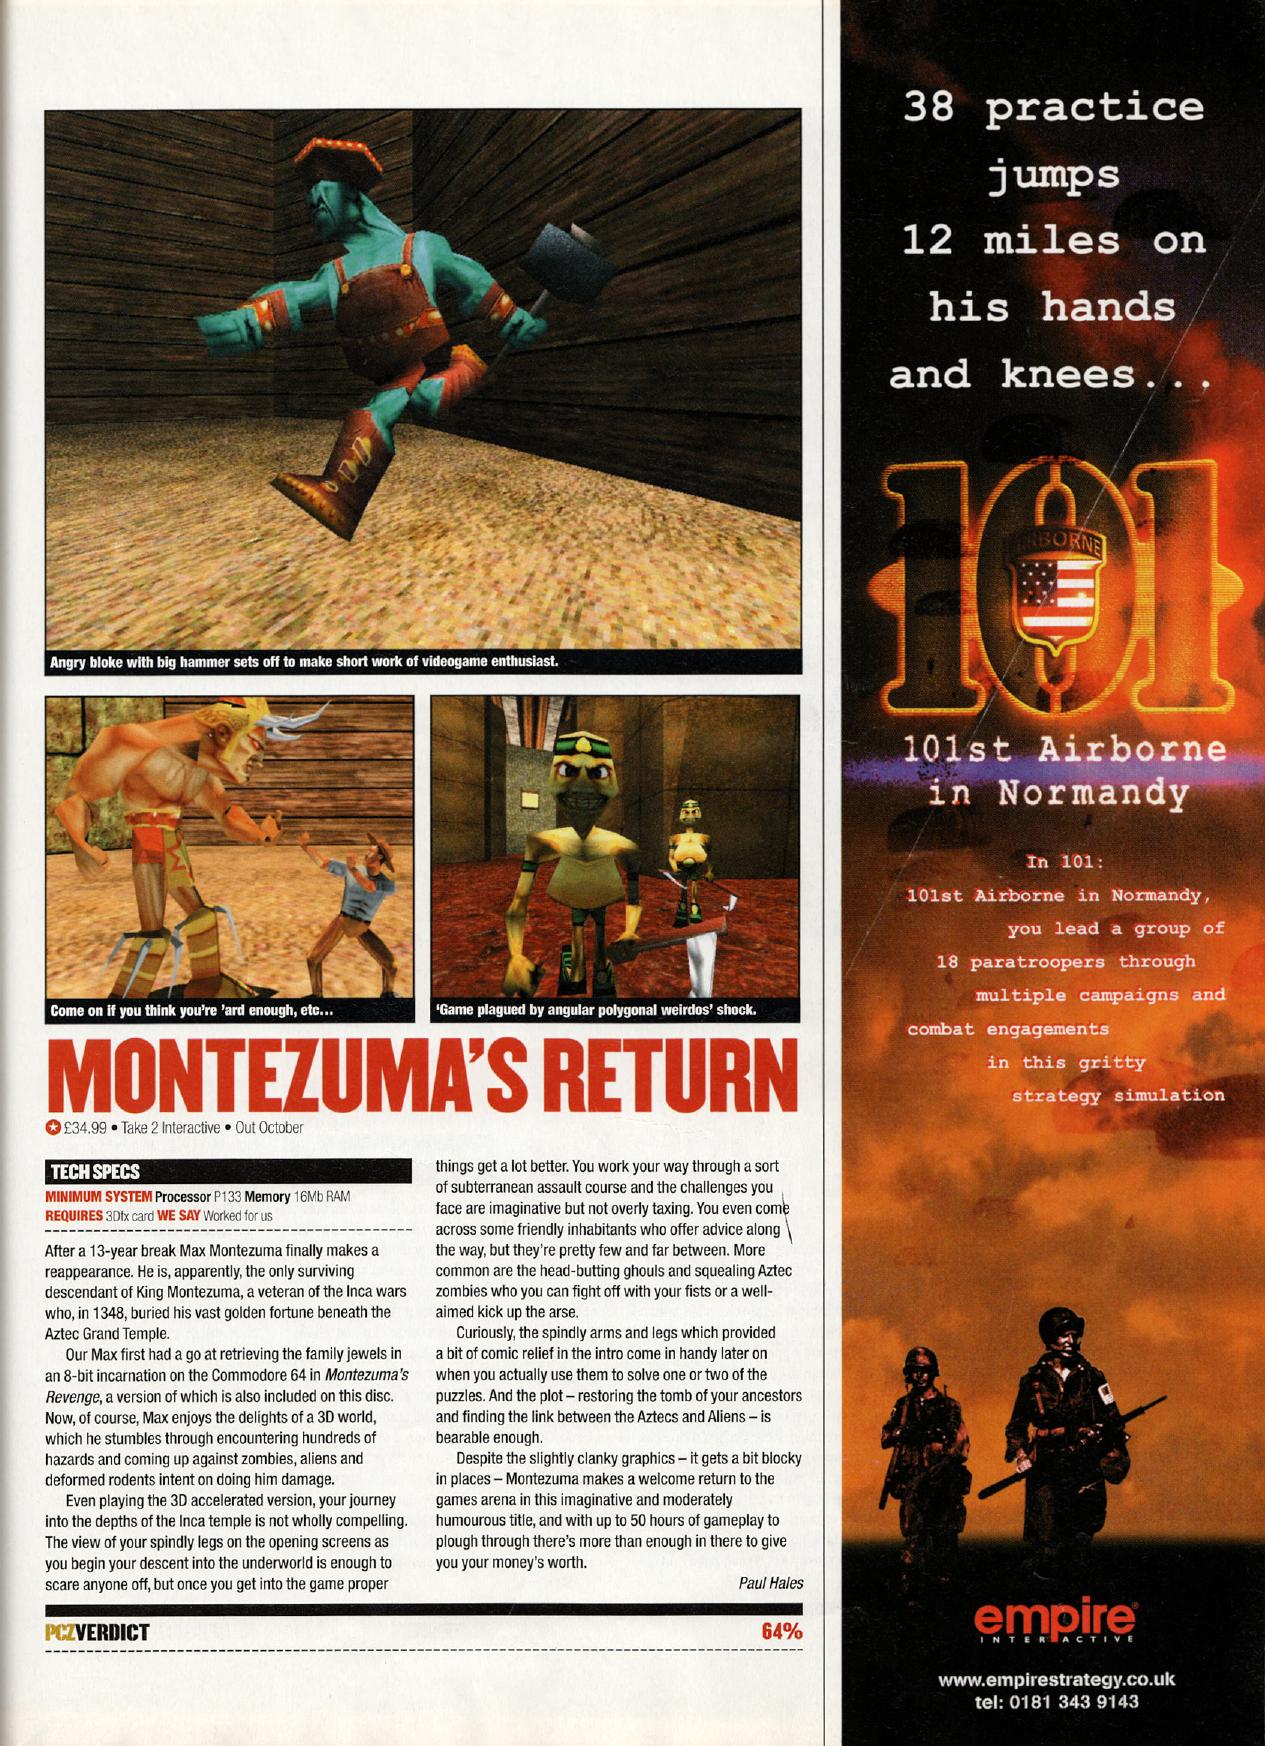 Angry bloke with big hammer sets off to make short work of videogame enthusiast.
Come on if you think you're 'ard enough, etc...
'Game plagued by angular polygonal weirdos' shock.
MONTEZUMA'S RETURN
£34.99 • Take 2 Interactive • Out October
TECH SPECS
MINIMUM SYSTEM Processor P133 Memory 16Mb RAM
REQUIRES 3Dfx card WE SAY Worked for us
After a 13-year break Max Montezuma finally makes a
reappearance. He is, apparently, the only surviving
descendant of King Montezuma, a veteran of the Inca wars
who, in 1348, buried his vast golden fortune beneath the
Aztec Grand Temple.
Our Max first had a go at retrieving the family jewels in
an 8-bit incarnation on the Commodore 64 in Montezuma's
Revenge, a version of which is also included on this disc.
Now, of course, Max enjoys the delights of a 3D world,
which he stumbles through encountering hundreds of
hazards and coming up against zombies, aliens and
deformed rodents intent on doing him damage.
Even playing the 3D accelerated version, your journey
into the depths of the Inca temple is not wholly compelling.
The view of your spindly legs on the opening screens as
you begin your descent into the underworld is enough to
scare anyone off, but once you get into the game proper
things get a lot better. You work your way through a sort
of subterranean assault course and the challenges you
face are imaginative but not overly taxing. You even come
across some friendly inhabitants who offer advice along
the way, but they're pretty few and far between. More
common are the head-butting ghouls and squealing Aztec
zombies who you can fight off with your fists or a well-
aimed kick up the arse.
Curiously, the spindly arms and legs which provided
a bit of comic relief in the intro come in handy later on
when you actually use them to solve one or two of the
puzzles. And the plot – restoring the tomb of your ancestors
and finding the link between the Aztecs and Aliens – is
bearable enough.
Despite the slightly clanky graphics – it gets a bit blocky
in places – Montezuma makes a welcome return to the
games arena in this imaginative and moderately
humourous title, and with up to 50 hours of gameplay to
plough through there's more than enough in there to give
you your money's worth.
Paul Hales
PCZVERDICT 64%
38 practice
jumps
12 miles on
his hands
and knees...
101
AIRBORNE
101st Airborne
in Normandy
In 101:
101st Airborne in Normandy,
you lead a group of
18 paratroopers through
multiple campaigns and
combat engagements
in this gritty
strategy simulation
empire
INTERACTIVE
www.empirestrategy.co.uk
tel: 0181 343 9143